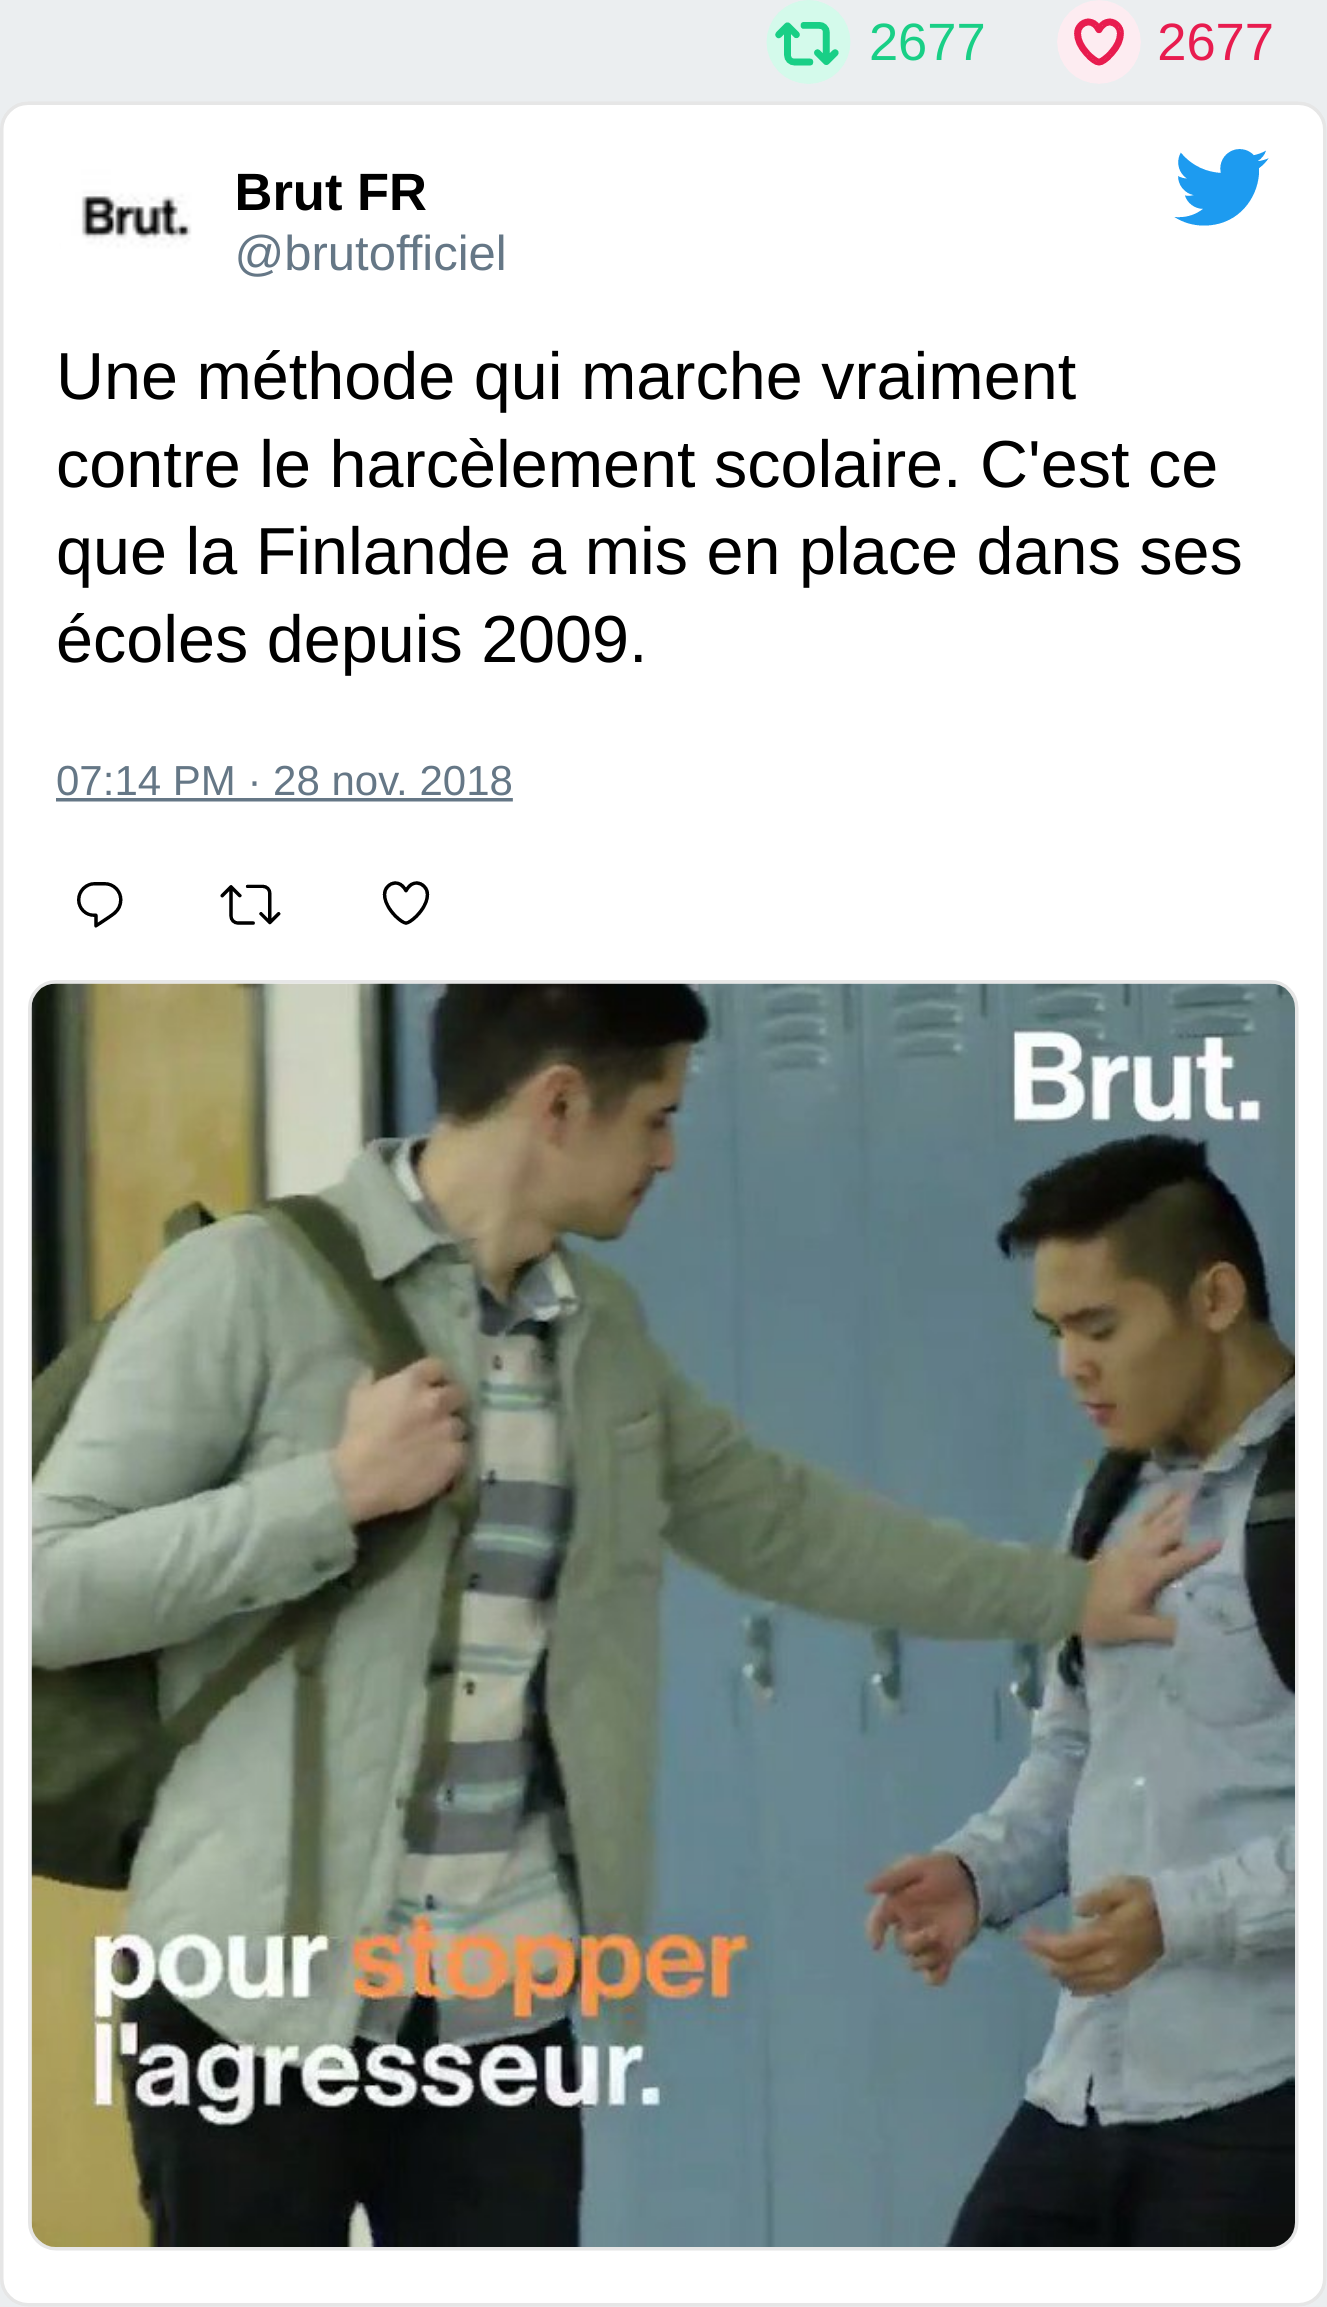 2677 2677
Brut.
Brut FR
@brutofficiel
Une méthode qui marche vraiment
contre le harcèlement scolaire. C'est ce
que la Finlande a mis en place dans ses
écoles depuis 2009.
07:14 PM · 28 nov. 2018
Brut.
pour stopper
l'agresseur.